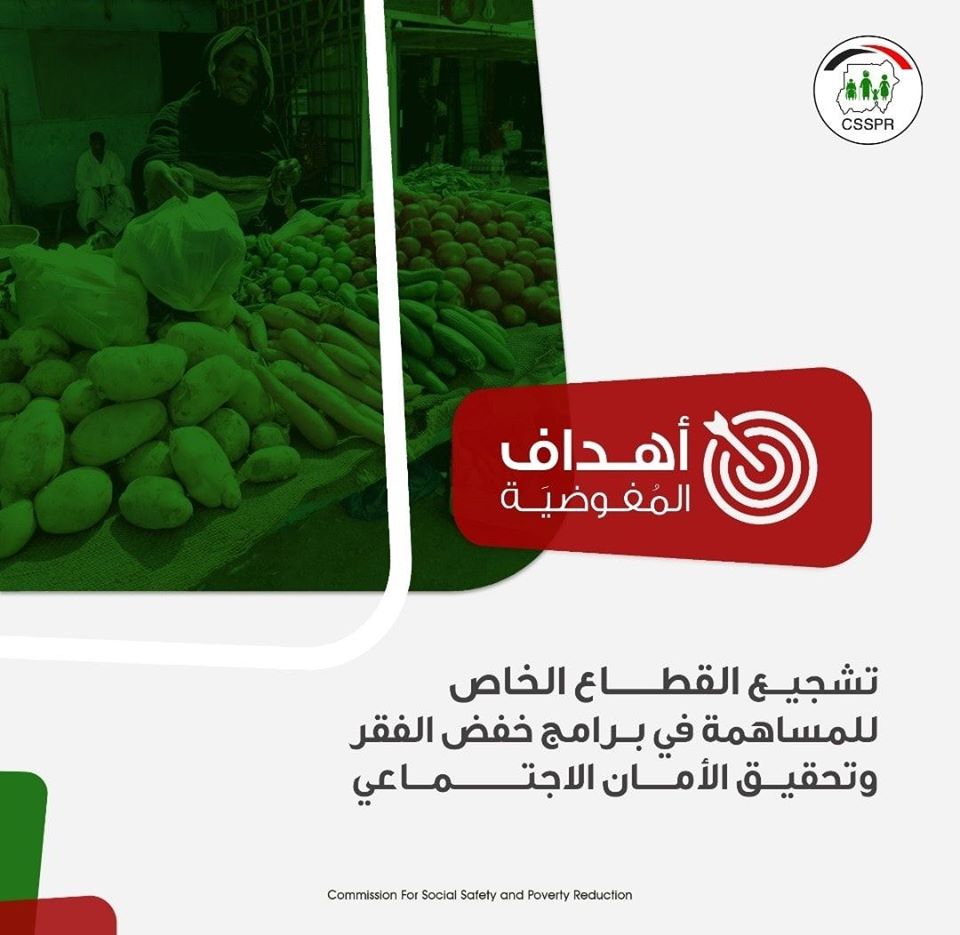 CSSPR
أهداف
المُفوضيَة
تشجيع القطاع الخاص
للمساهمة في برامج خفض الفقر
وتحقيق الأمان الاجتماعي
Commission For Social Safety and Poverty Reduction